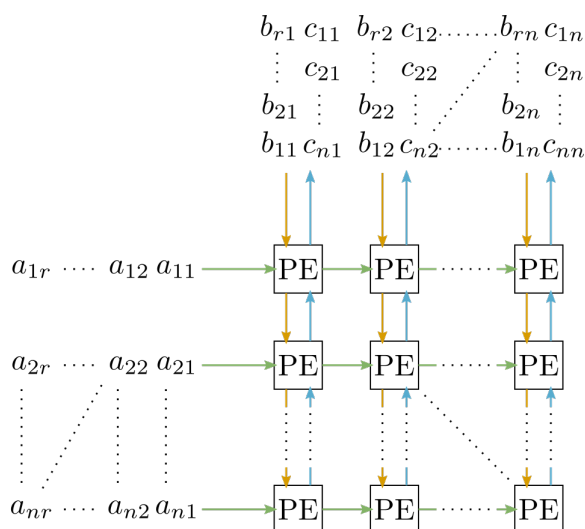 b_{r1} c_{11} b_{r2} c_{12} ........ b_{rn} c_{1n}
c_{21} c_{22} c_{2n}
b_{21} b_{22} b_{2n}
b_{11} c_{n1} b_{12} c_{n2} ........ b_{1n} c_{nn}
a_{1r} .... a_{12} a_{11} PE PE ........ PE
a_{2r} .... a_{22} a_{21} PE PE ........ PE
a_{nr} .... a_{n2} a_{n1} PE PE ........ PE